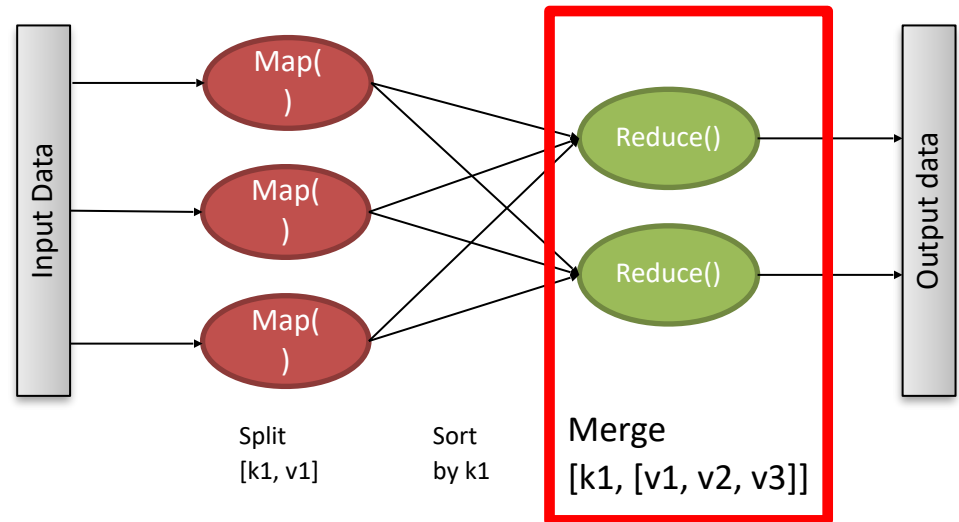 Input Data
Map(
)
Map(
)
Map(
)
Reduce()
Reduce()
Output data
Split
[k1, v1]
Sort
by k1
Merge
[k1, [v1, v2, v3]]